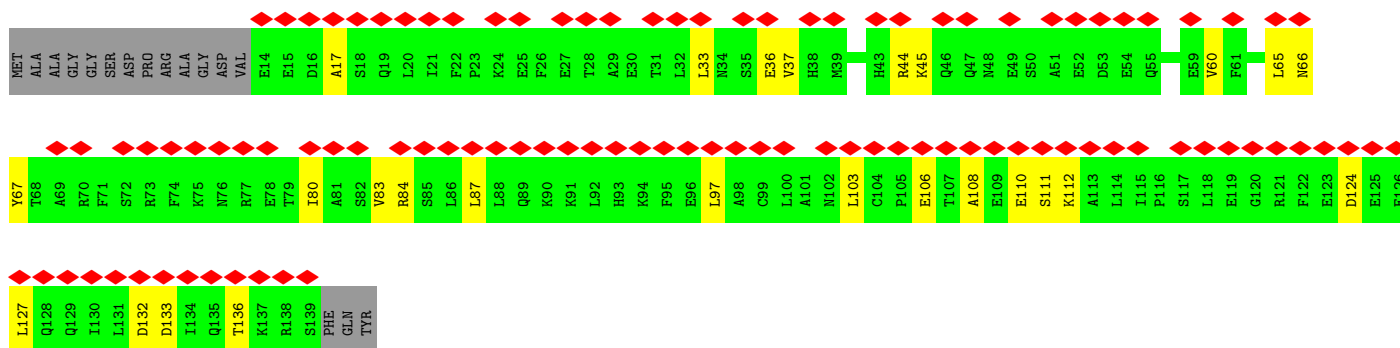 MET ALA ALA GLY GLY SER ASP PRO ARG ALA GLY ASP VAL E14 E15 D16 A17 S18 Q19 L20 I21 F22 P23 K24 E25 F26 E27 T28 A29 E30 T31 L32 L33 N34 S35 E36 V37 H38 M39 H43 R44 K45 Q46 Q47 N48 E49 S50 A51 E52 D53 E54 Q55 E59 V60 F61 L65 N66
Y67 T68 A69 R70 F71 S72 R73 F74 K75 N76 R77 E78 T79 I80 A81 S82 V83 R84 S85 L86 L87 L88 Q89 K90 K91 L92 H93 K94 F95 E96 L97 A98 C99 L100 A101 N102 L103 C104 P105 E106 T107 A108 E109 E110 S111 K112 A113 L114 I115 P116 S117 L118 E119 G120 R121 F122 E123 D124 E125
L127 Q128 Q129 I130 L131 D132 D133 I134 Q135 T136 K137 R138 S139 PHE GLN TYR